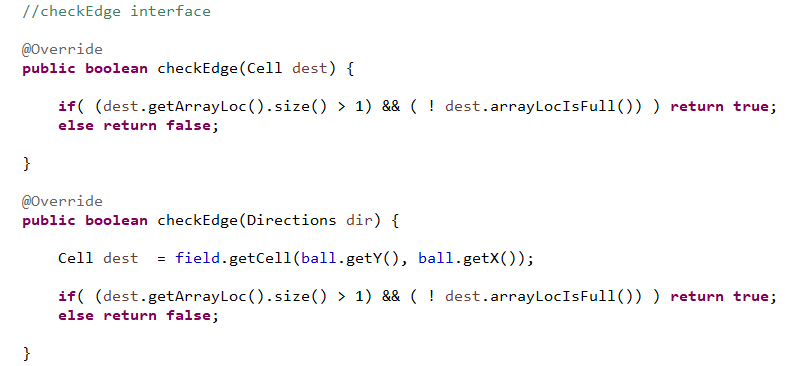 //checkEdge interface
@Override
public boolean checkEdge(Cell dest) {
if( (dest.getArrayLoc().size() > 1) && ( ! dest.arrayLocIsFull()) ) return true;
else return false;
}
@Override
public boolean checkEdge(Directions dir) {
Cell dest  = field.getCell(ball.getY(), ball.getX());
if( (dest.getArrayLoc().size() > 1) && ( ! dest.arrayLocIsFull()) ) return true;
else return false;
}